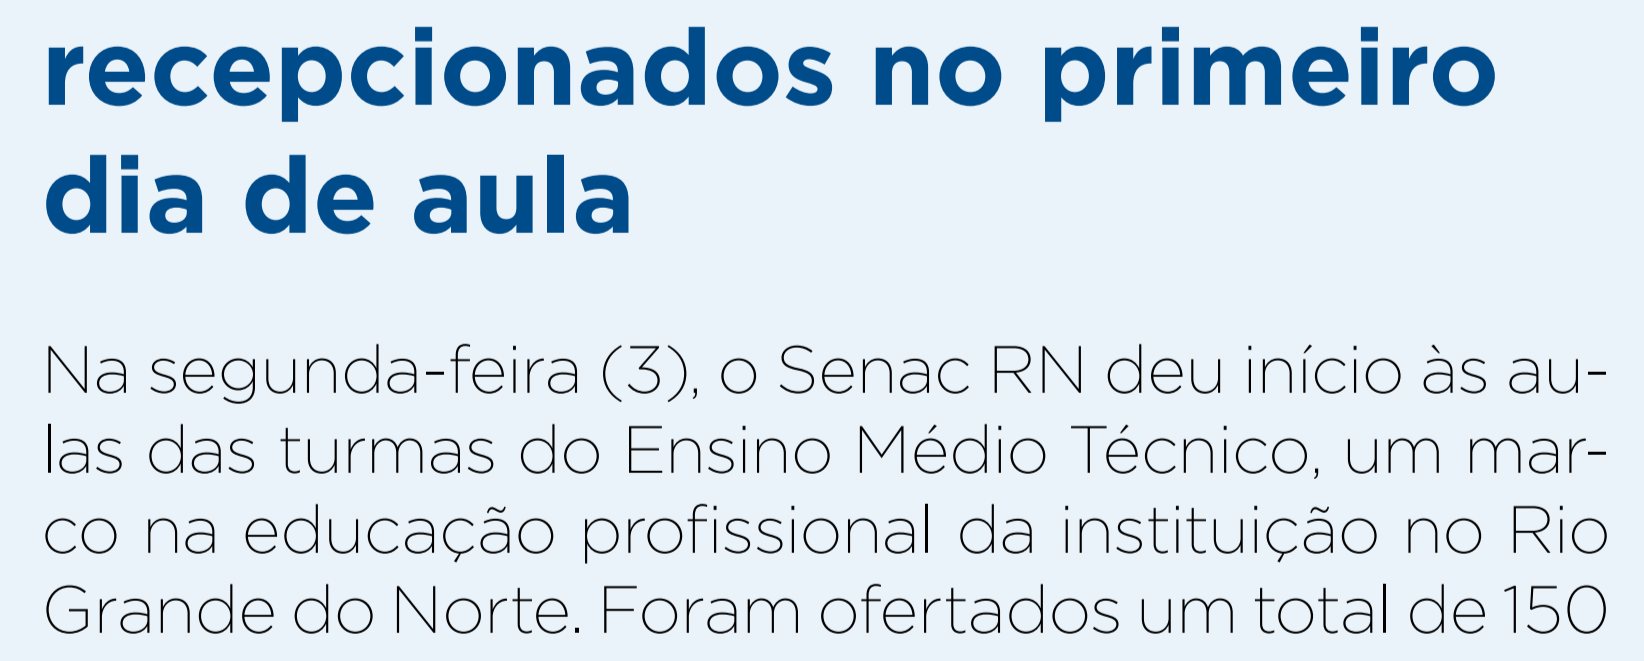 recepcionados no primeiro
dia de aula
Na segunda-feira (3), o Senac RN deu início às au-
las das turmas do Ensino Médio Técnico, um mar-
co na educação profissional da instituição no Rio
Grande do Norte. Foram ofertados um total de 150